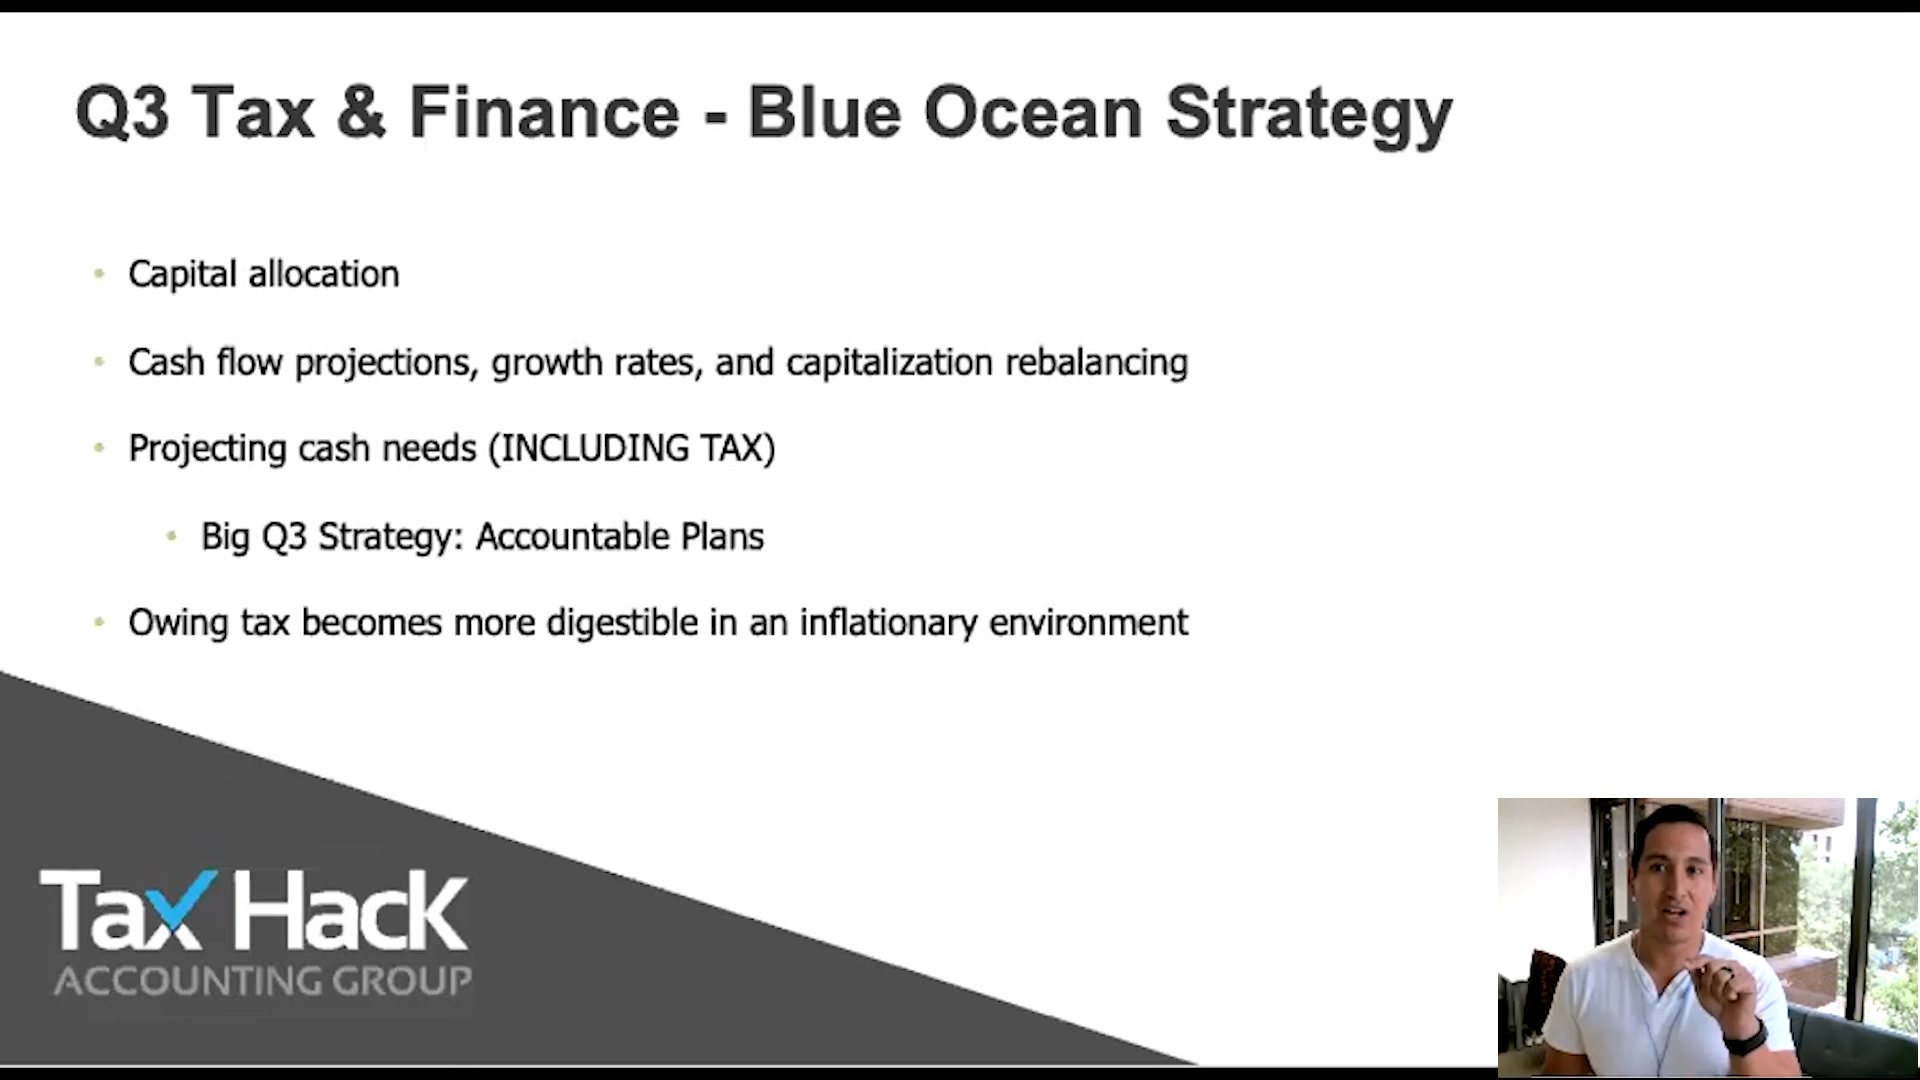 Q3 Tax & Finance - Blue Ocean Strategy
• Capital allocation
• Cash flow projections, growth rates, and capitalization rebalancing
• Projecting cash needs (INCLUDING TAX)
• Big Q3 Strategy: Accountable Plans
• Owing tax becomes more digestible in an inflationary environment
Tax Hack
ACCOUNTING GROUP